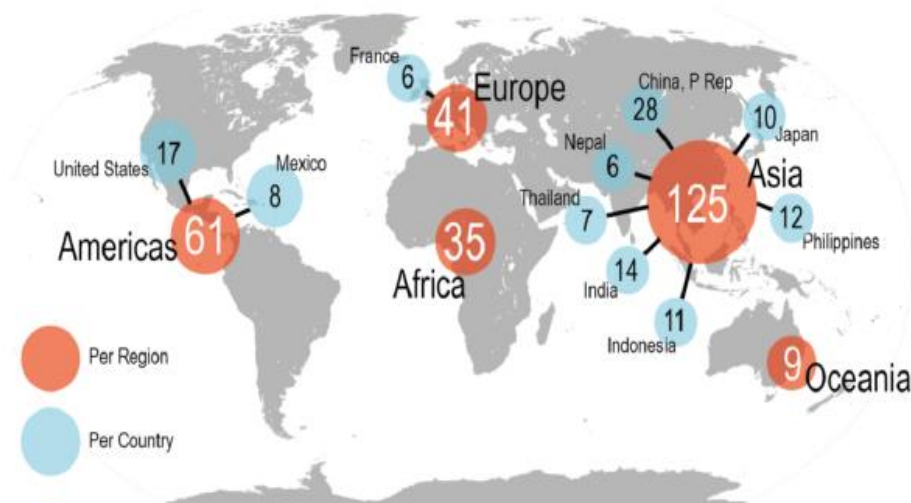 France
6
Europe
41
China, P Rep
28
10
Japan
Nepal
6
Asia
125
United States
17
Mexico
8
Thailand
7
12
Philippines
Americas
61
Africa
35
14
India
11
Indonesia
9
Oceania
Per Region
Per Country